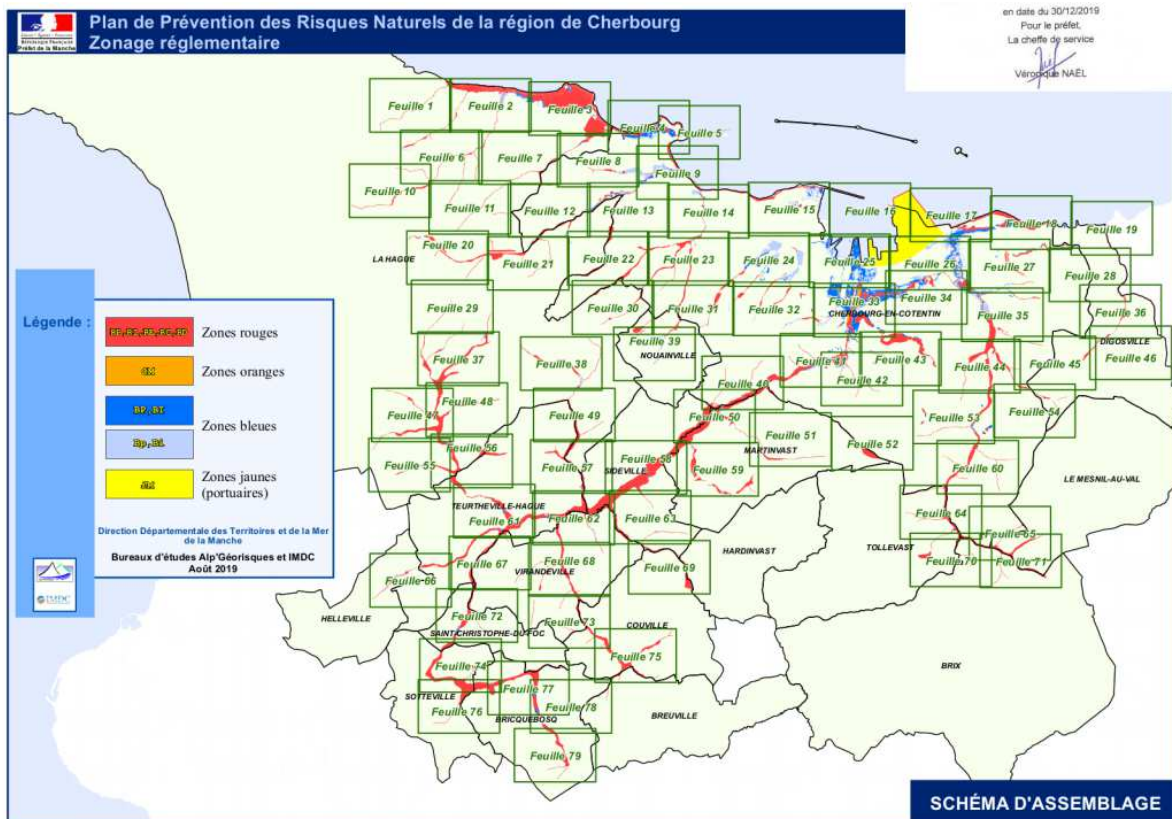 Plan de Prévention des Risques Naturels de la région de Cherbourg
Zonage réglementaire
Préfet de la Manche
en date du 30/12/2019
Pour le préfet,
La cheffe de service
Véronique NAËL
Feuille 1
Feuille 2
Feuille 3
Feuille 4
Feuille 5
Feuille 6
Feuille 7
Feuille 8
Feuille 9
Feuille 10
Feuille 11
Feuille 12
Feuille 13
Feuille 14
Feuille 15
Feuille 16
Feuille 17
Feuille 18
Feuille 19
LA HAGUE
Feuille 20
Feuille 21
Feuille 22
Feuille 23
Feuille 24
Feuille 25
Feuille 26
Feuille 27
Feuille 28
Feuille 29
Feuille 30
Feuille 31
Feuille 32
Feuille 33
Feuille 34
CHERBOURG-EN-COTENTIN
Feuille 35
Feuille 36
Feuille 37
Feuille 38
Feuille 39
NOUAINVILLE
Feuille 40
Feuille 41
Feuille 42
Feuille 43
Feuille 44
Feuille 45
DIGOSVILLE
Feuille 46
Feuille 47
Feuille 48
Feuille 49
Feuille 50
Feuille 51
MARTINVAST
Feuille 52
Feuille 53
Feuille 54
Feuille 55
Feuille 56
Feuille 57
SIDEVILLE
Feuille 58
Feuille 59
Feuille 60
LE MESNIL-AU-VAL
TEURTHEVILLE-HAGUE
Feuille 61
Feuille 62
Feuille 63
HARDINVAST
TOLLEVAST
Feuille 64
Feuille 65
Feuille 66
Feuille 67
Feuille 68
VIRANDEVILLE
Feuille 69
Feuille 70
Feuille 71
HELLEVILLE
Feuille 72
SAINT-CHRISTOPHE-DU-FOC
Feuille 73
COUVILLE
Feuille 74
Feuille 75
BRIX
SOTTEVILLE
Feuille 76
Feuille 77
BRICQUEBOSQ
Feuille 78
BREUVILLE
Feuille 79
Légende :
Zones rouges
Zones oranges
BP, BI
Zones bleues
Bp, Bi
Zones jaunes
(portuaires)
Direction Départementale des Territoires et de la Mer
de la Manche
Bureaux d'études Alp'Géorisques et IMDC
Août 2019
IMDC
SCHÉMA D'ASSEMBLAGE